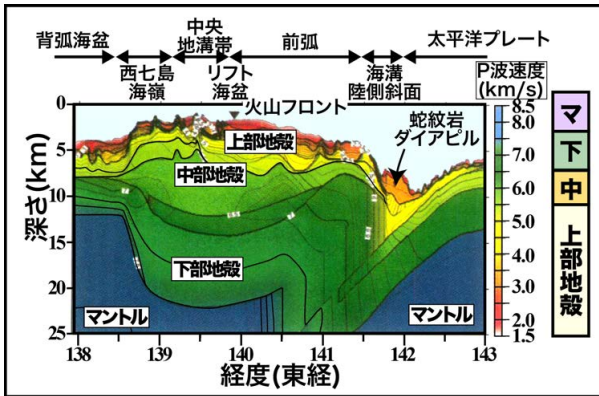 背弧海盆
中央
地溝帯
前弧
太平洋プレート
西七島
海嶺
リフト
海盆
海溝
陸側斜面
P波速度
(km/s)
火山フロント
蛇紋岩
ダイアピル
上部地殻
中部地殻
下部地殻
マントル
マントル
深さ(km)
0
5
10
15
20
25
138
139
140
141
142
143
経度(東経)
8.5
8.0
7.0
6.0
5.0
4.0
3.0
2.0
1.5
マ
下
中
上部地殻